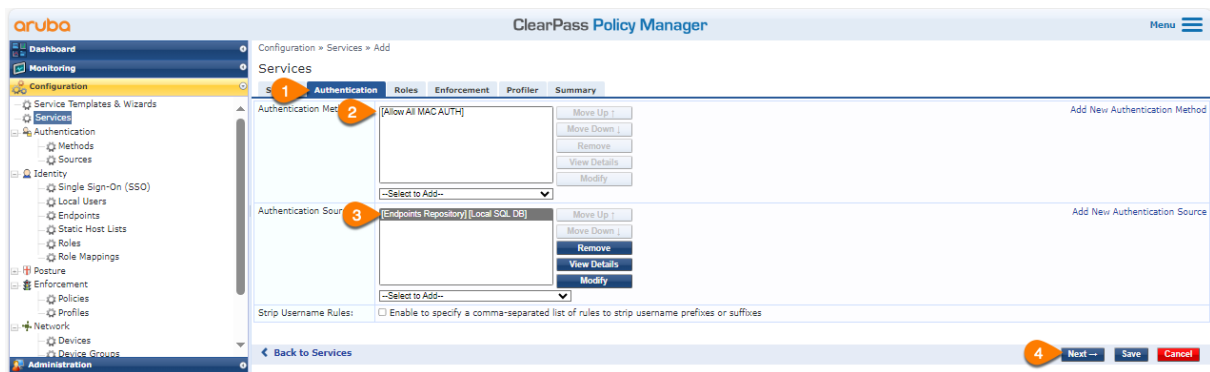 aruba
ClearPass Policy Manager
Menu
Dashboard
Monitoring
Configuration
Service Templates & Wizards
Services
Authentication
Methods
Sources
Identity
Single Sign-On (SSO)
Local Users
Endpoints
Static Host Lists
Roles
Role Mappings
Posture
Enforcement
Policies
Profiles
Network
Devices
Device Groups
Administration
Configuration » Services » Add
Services
S 1 Authentication Roles Enforcement Profiler Summary
Authentication Met 2 [Allow All MAC AUTH] Move Up ↑ Add New Authentication Method
Move Down ↓
Remove
View Details
Modify
--Select to Add--
Authentication Sour 3 [Endpoints Repository] [Local SQL DB] Move Up ↑ Add New Authentication Source
Move Down ↓
Remove
View Details
Modify
--Select to Add--
Strip Username Rules: Enable to specify a comma-separated list of rules to strip username prefixes or suffixes
Back to Services 4 Next → Save Cancel